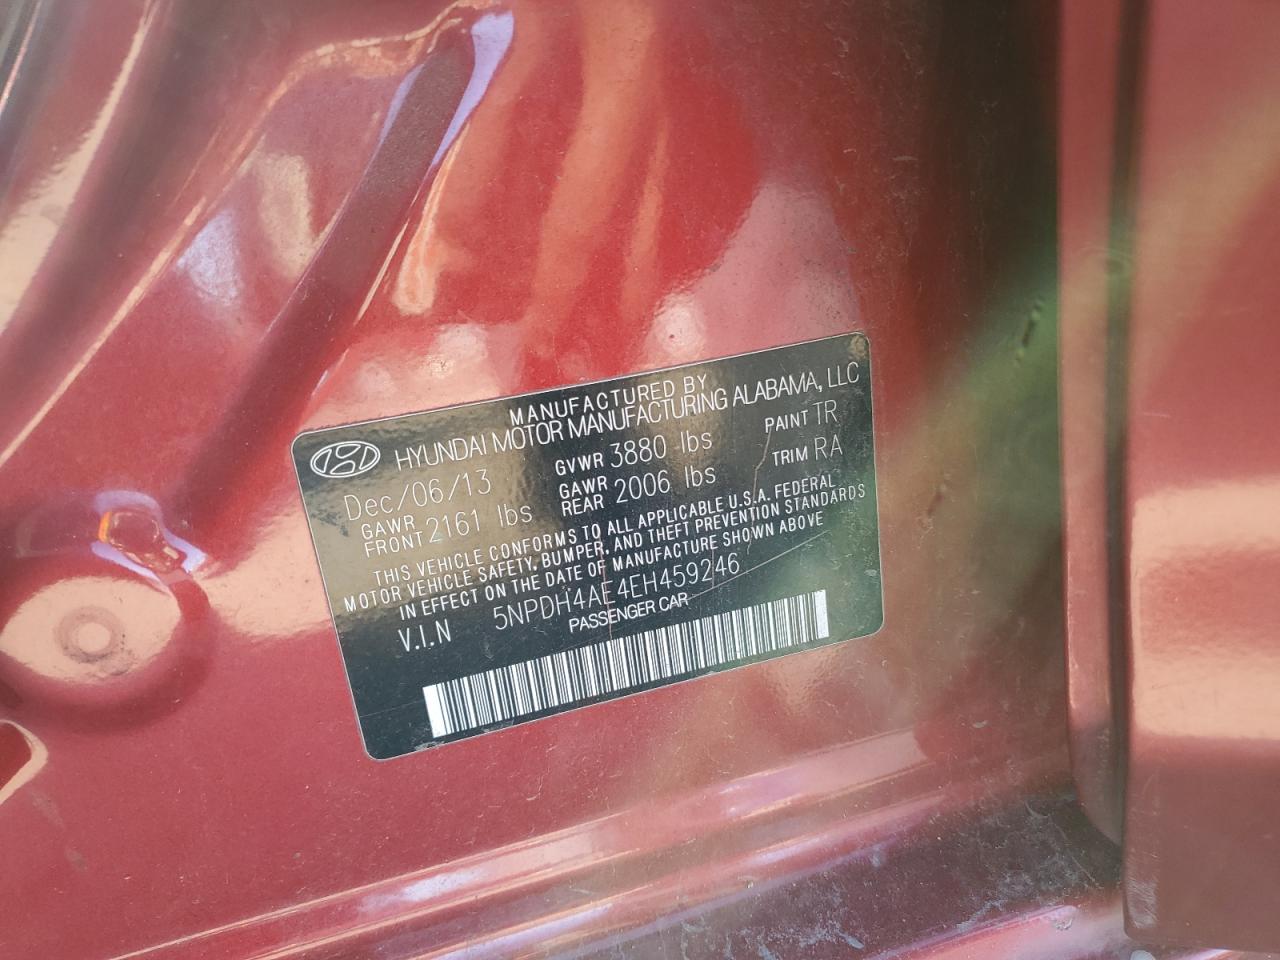 MANUFACTURED BY
HYUNDAI MOTOR MANUFACTURING ALABAMA, LLC
Dec/06/13 GVWR 3880 lbs PAINT TR
GAWR FRONT 2161 lbs GAWR REAR 2006 lbs TRIM RA
THIS VEHICLE CONFORMS TO ALL APPLICABLE U.S.A. FEDERAL
MOTOR VEHICLE SAFETY, BUMPER, AND THEFT PREVENTION STANDARDS
IN EFFECT ON THE DATE OF MANUFACTURE SHOWN ABOVE
V.I.N 5NPDH4AE4EH459246
PASSENGER CAR